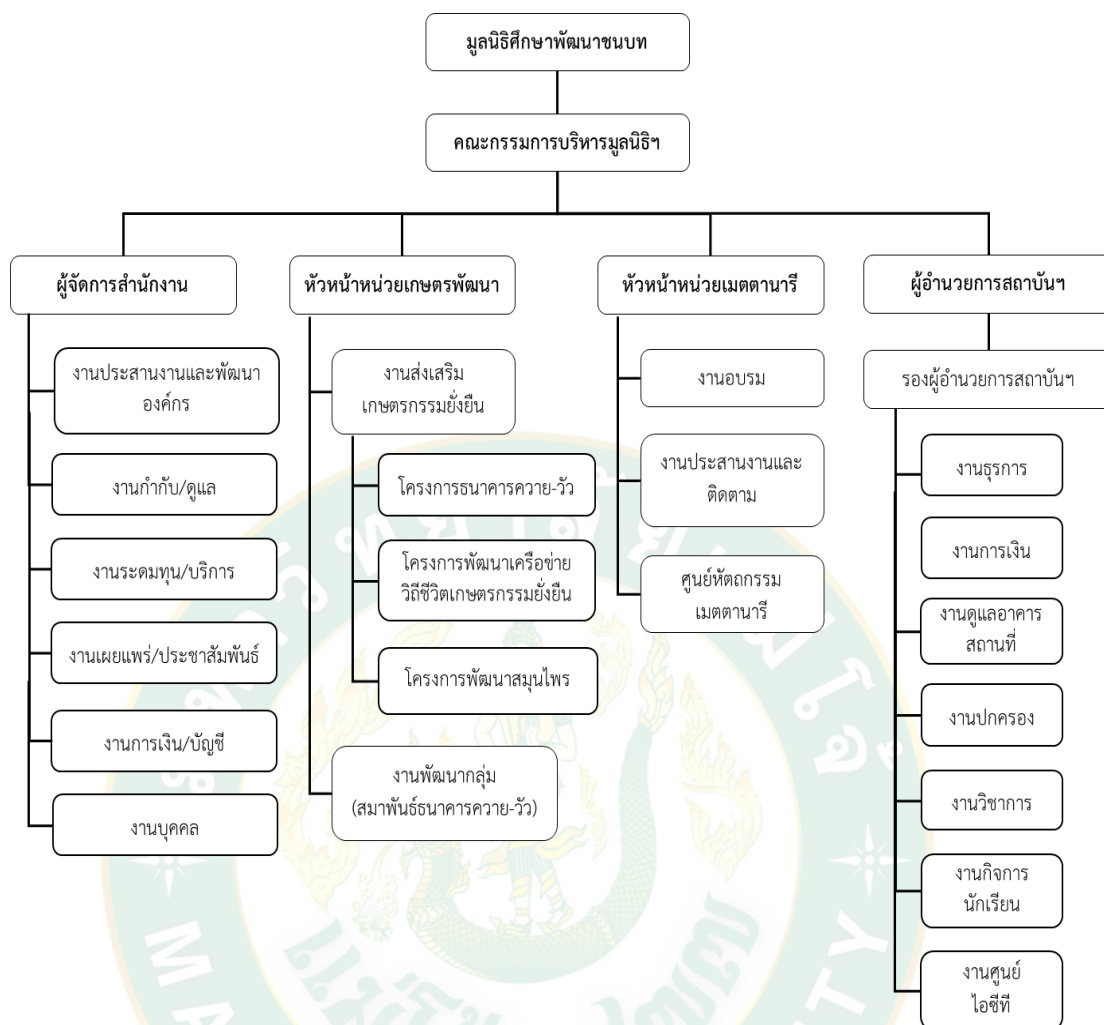 มูลนิธิศึกษาพัฒนาชนบท
คณะกรรมการบริหารมูลนิธิฯ
ผู้จัดการสำนักงาน
งานประสานงานและพัฒนา
องค์กร
งานกำกับ/ดูแล
งานระดมทุน/บริการ
งานเผยแพร่/ประชาสัมพันธ์
งานการเงิน/บัญชี
งานบุคคล
หัวหน้าหน่วยเกษตรพัฒนา
งานส่งเสริม
เกษตรกรรมยั่งยืน
โครงการธนาคารควาย-วัว
โครงการพัฒนาเครือข่าย
วิถีชีวิตเกษตรกรรมยั่งยืน
โครงการพัฒนาสมุนไพร
งานพัฒนากลุ่ม
(สมาพันธ์ธนาคารควาย-วัว)
หัวหน้าหน่วยเมตตานารี
งานอบรม
งานประสานงานและ
ติดตาม
ศูนย์หัตถกรรม
เมตตานารี
ผู้อำนวยการสถาบันฯ
รองผู้อำนวยการสถาบันฯ
งานธุรการ
งานการเงิน
งานดูแลอาคาร
สถานที่
งานปกครอง
งานวิชาการ
งานกิจการ
นักเรียน
งานศูนย์
ไอซีที